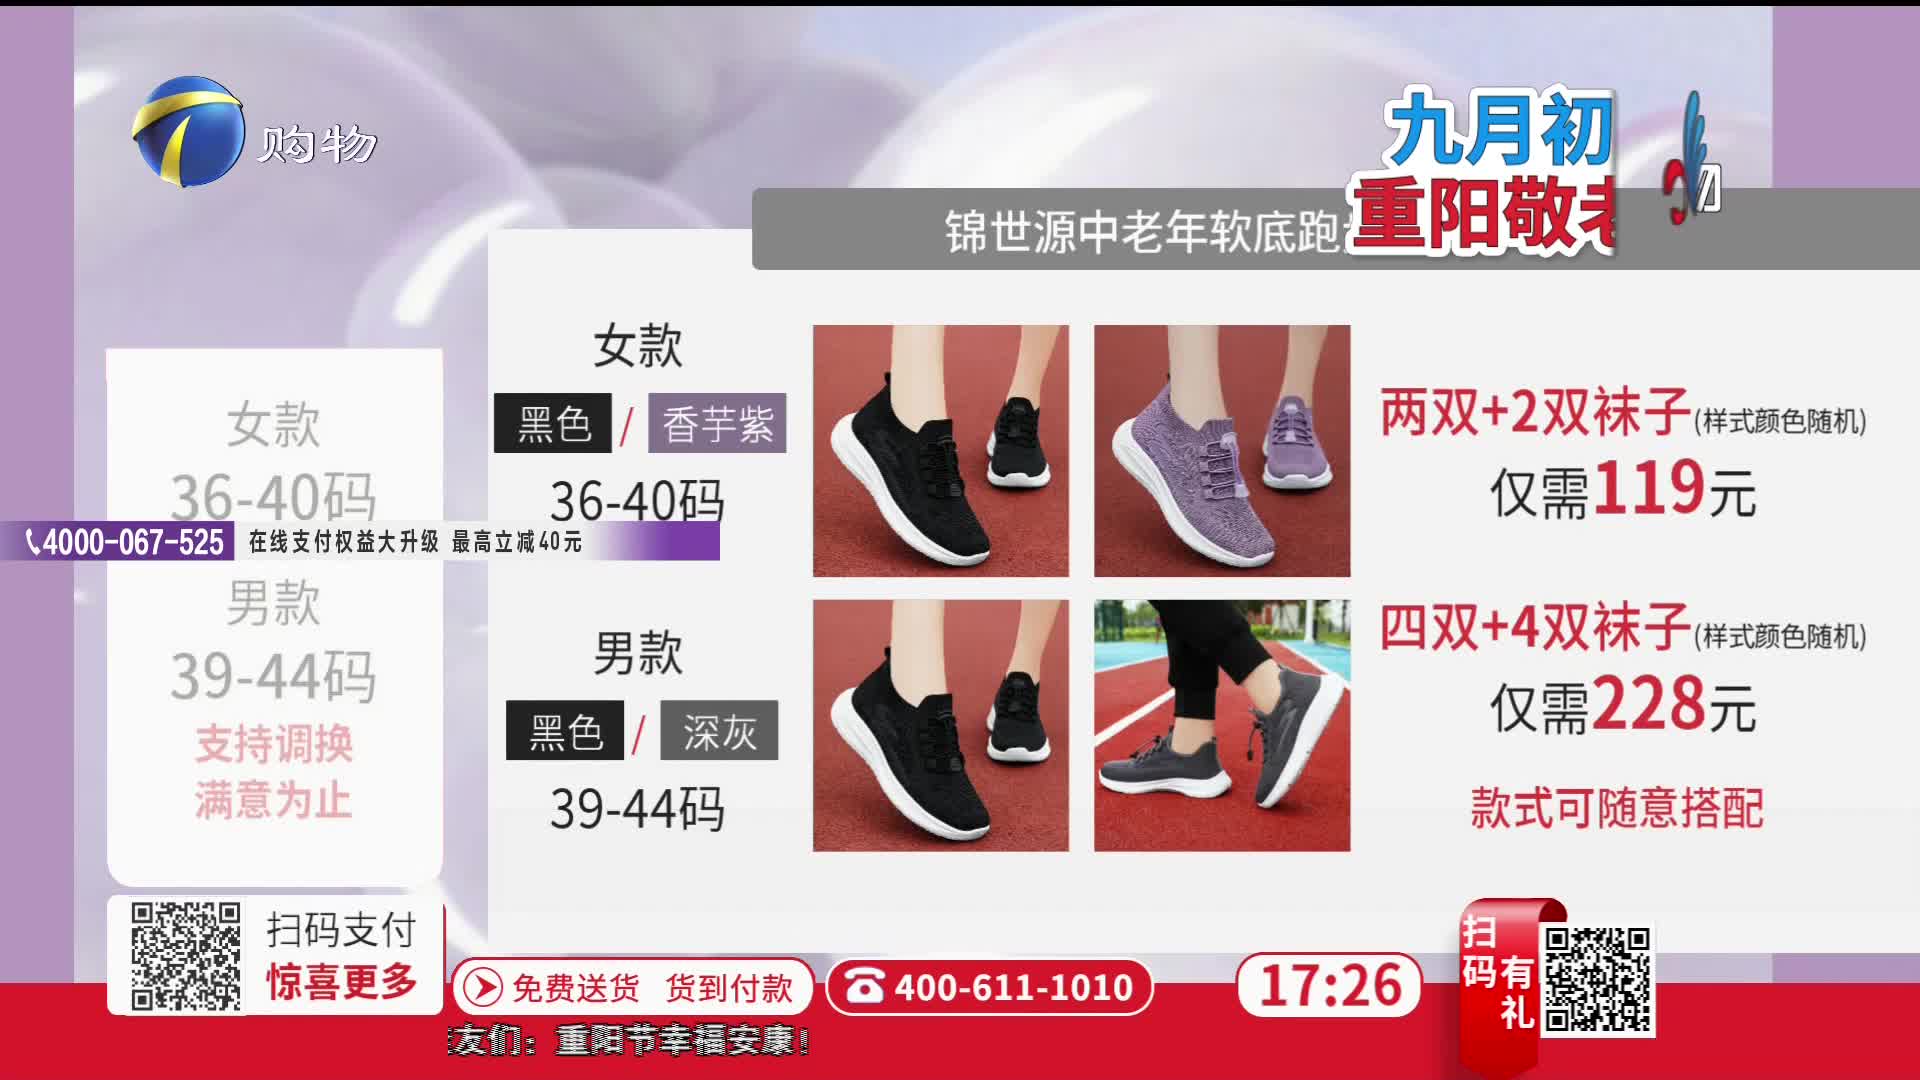 购物
九月初
重阳敬老
锦世源中老年软底跑
女款
36-40码
男款
39-44码
支持调换
满意为止
4000-067-525 在线支付权益大升级 最高立减40元
女款
黑色 / 香芋紫
36-40码
男款
黑色 / 深灰
39-44码
两双+2双袜子(样式颜色随机)
仅需119元
四双+4双袜子(样式颜色随机)
仅需228元
款式可随意搭配
扫码支付
惊喜更多
免费送货 货到付款
400-611-1010
17:26
扫码有礼
友们：重阳节幸福安康！